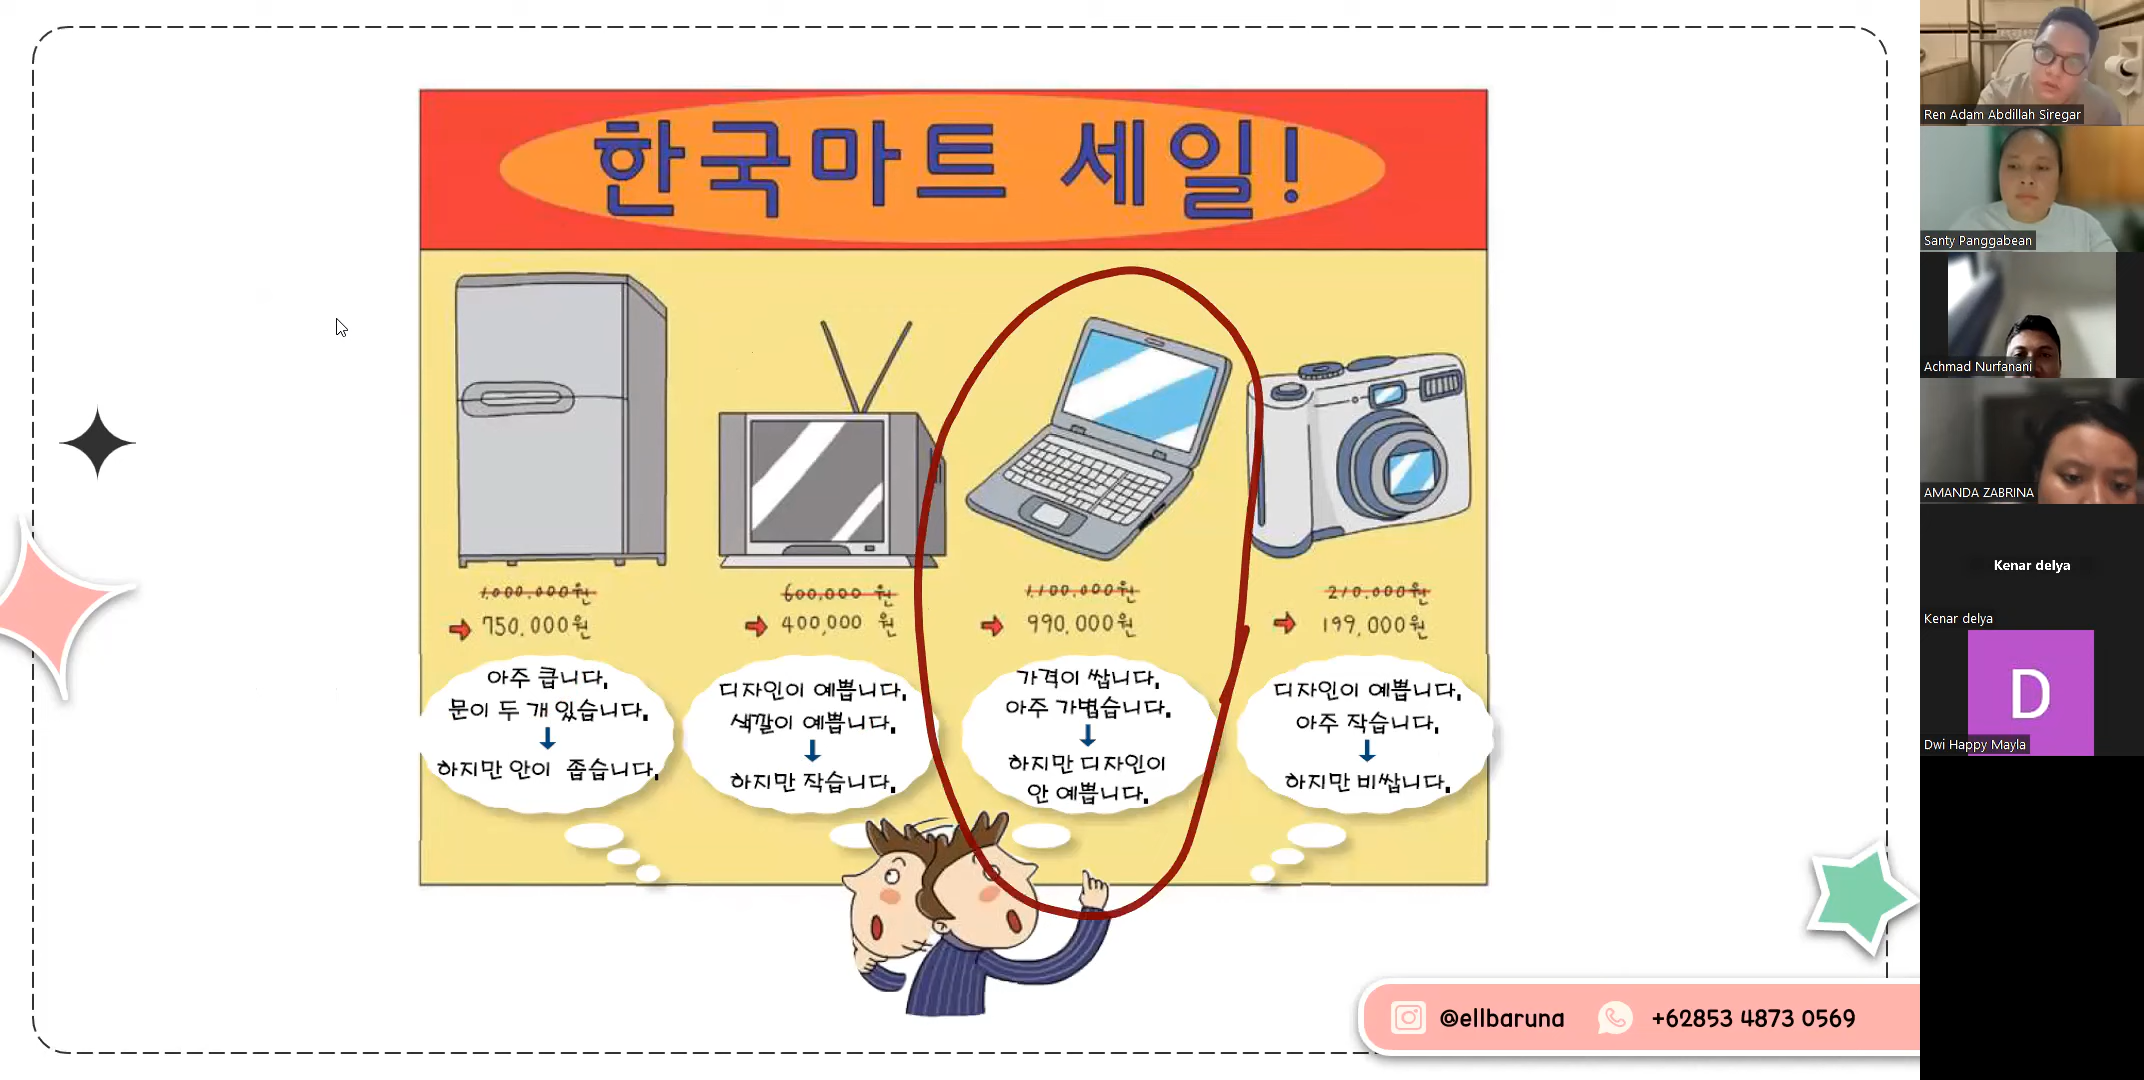 한국마트 세일!
1,000,000원
750,000원
600,000 원
400,000 원
1,100,000원
990,000원
210,000원
199,000원
아주 큽니다.
문이 두 개 있습니다.
하지만 안이 좁습니다.
디자인이 예쁩니다.
색깔이 예쁩니다.
하지만 작습니다.
가격이 쌉니다.
아주 가볍습니다.
하지만 디자인이
안 예쁩니다.
디자인이 예쁩니다.
아주 작습니다.
하지만 비쌉니다.
@ellbaruna
+62853 4873 0569
Ren Adam Abdillah Siregar
Santy Panggabean
Achmad Nurfanani
AMANDA ZABRINA
Kenar delya
Kenar delya
D
Dwi Happy Mayla